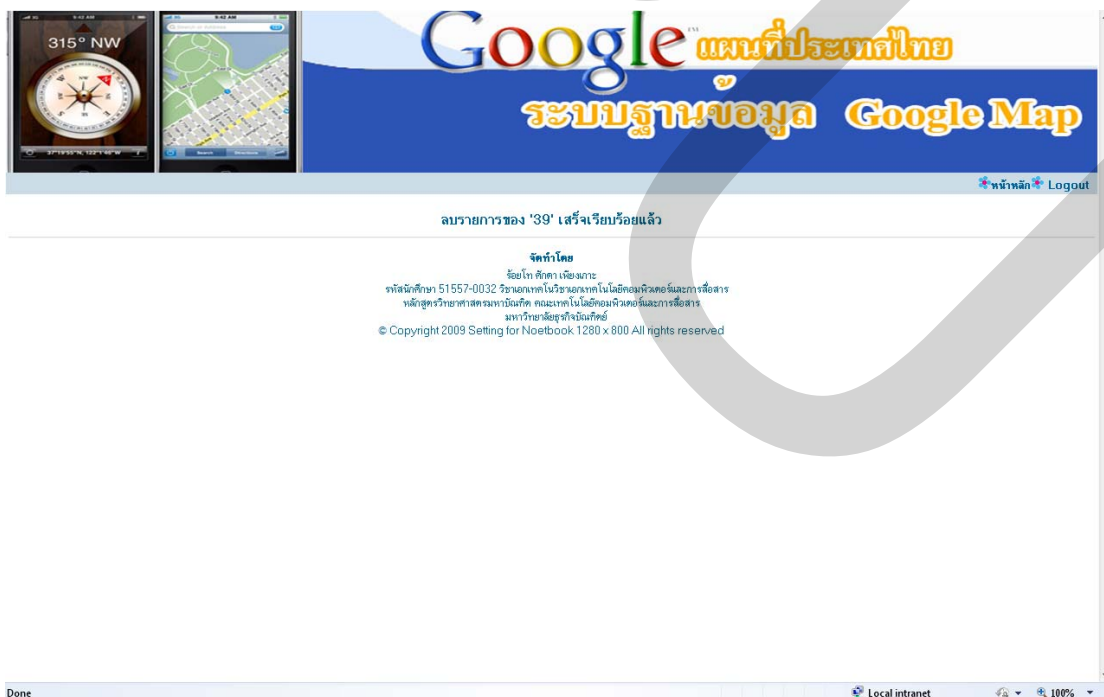 9:42 AM
9:42 AM
315° NW
Google™ แผนที่ประเทศไทย
ระบบฐานข้อมูล Google Map
Search
หน้าหลัก Logout
ลบรายการของ '39' เสร็จเรียบร้อยแล้ว
จัดทำโดย
ร้อยโท ศักดา เพียงเกาะ
รหัสนักศึกษา 51557-0032 วิชาเอกเทคโนวิชาเอกเทคโนโลยีคอมพิวเตอร์และการสื่อสาร
หลักสูตรวิทยาศาสตรมหาบัณฑิต คณะเทคโนโลยีคอมพิวเตอร์และการสื่อสาร
มหาวิทยาลัยธุรกิจบัณฑิตย์
© Copyright 2009 Setting for Noetbook 1280 x 800 All rights reserved
Done Local intranet 100%